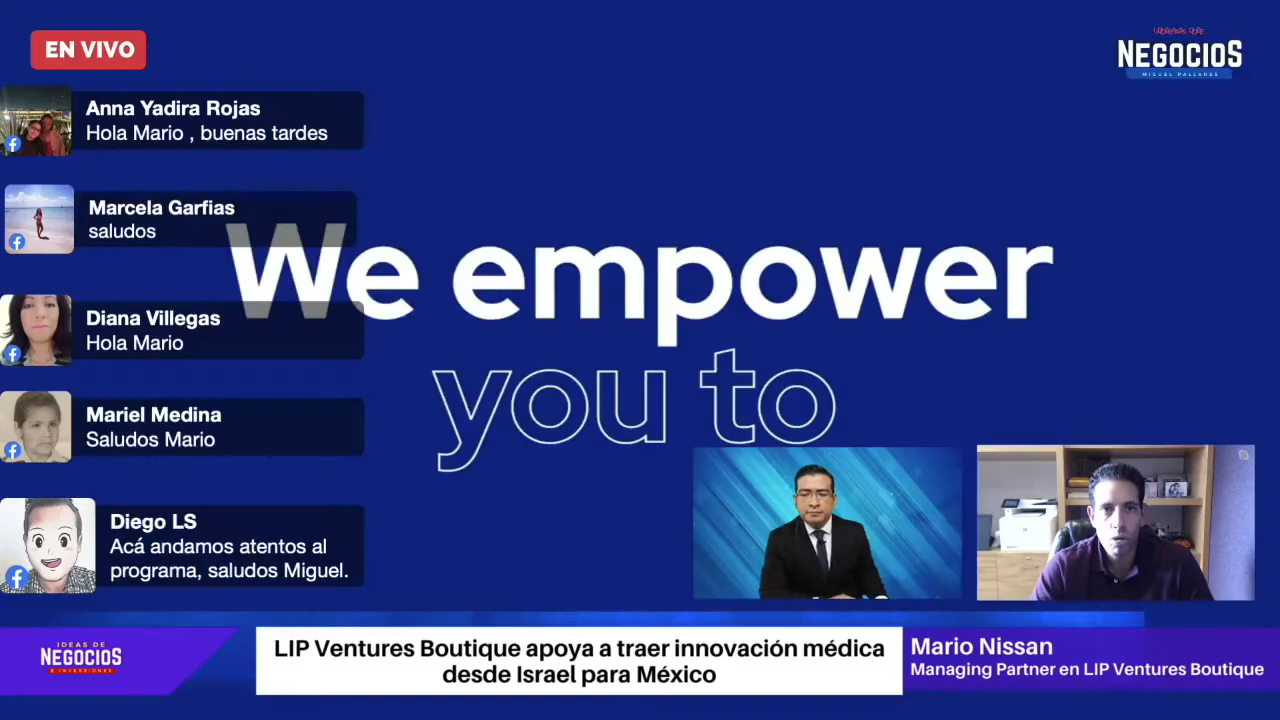 EN VIVO
NEGOCIOS
MIGUEL PALLARES
Anna Yadira Rojas
Hola Mario , buenas tardes
Marcela Garfias
saludos
Diana Villegas
Hola Mario
Mariel Medina
Saludos Mario
Diego LS
Acá andamos atentos al
programa, saludos Miguel.
We empower
you to
IDEAS DE
NEGOCIOS
E INVERSIONES
LIP Ventures Boutique apoya a traer innovación médica
desde Israel para México
Mario Nissan
Managing Partner en LIP Ventures Boutique